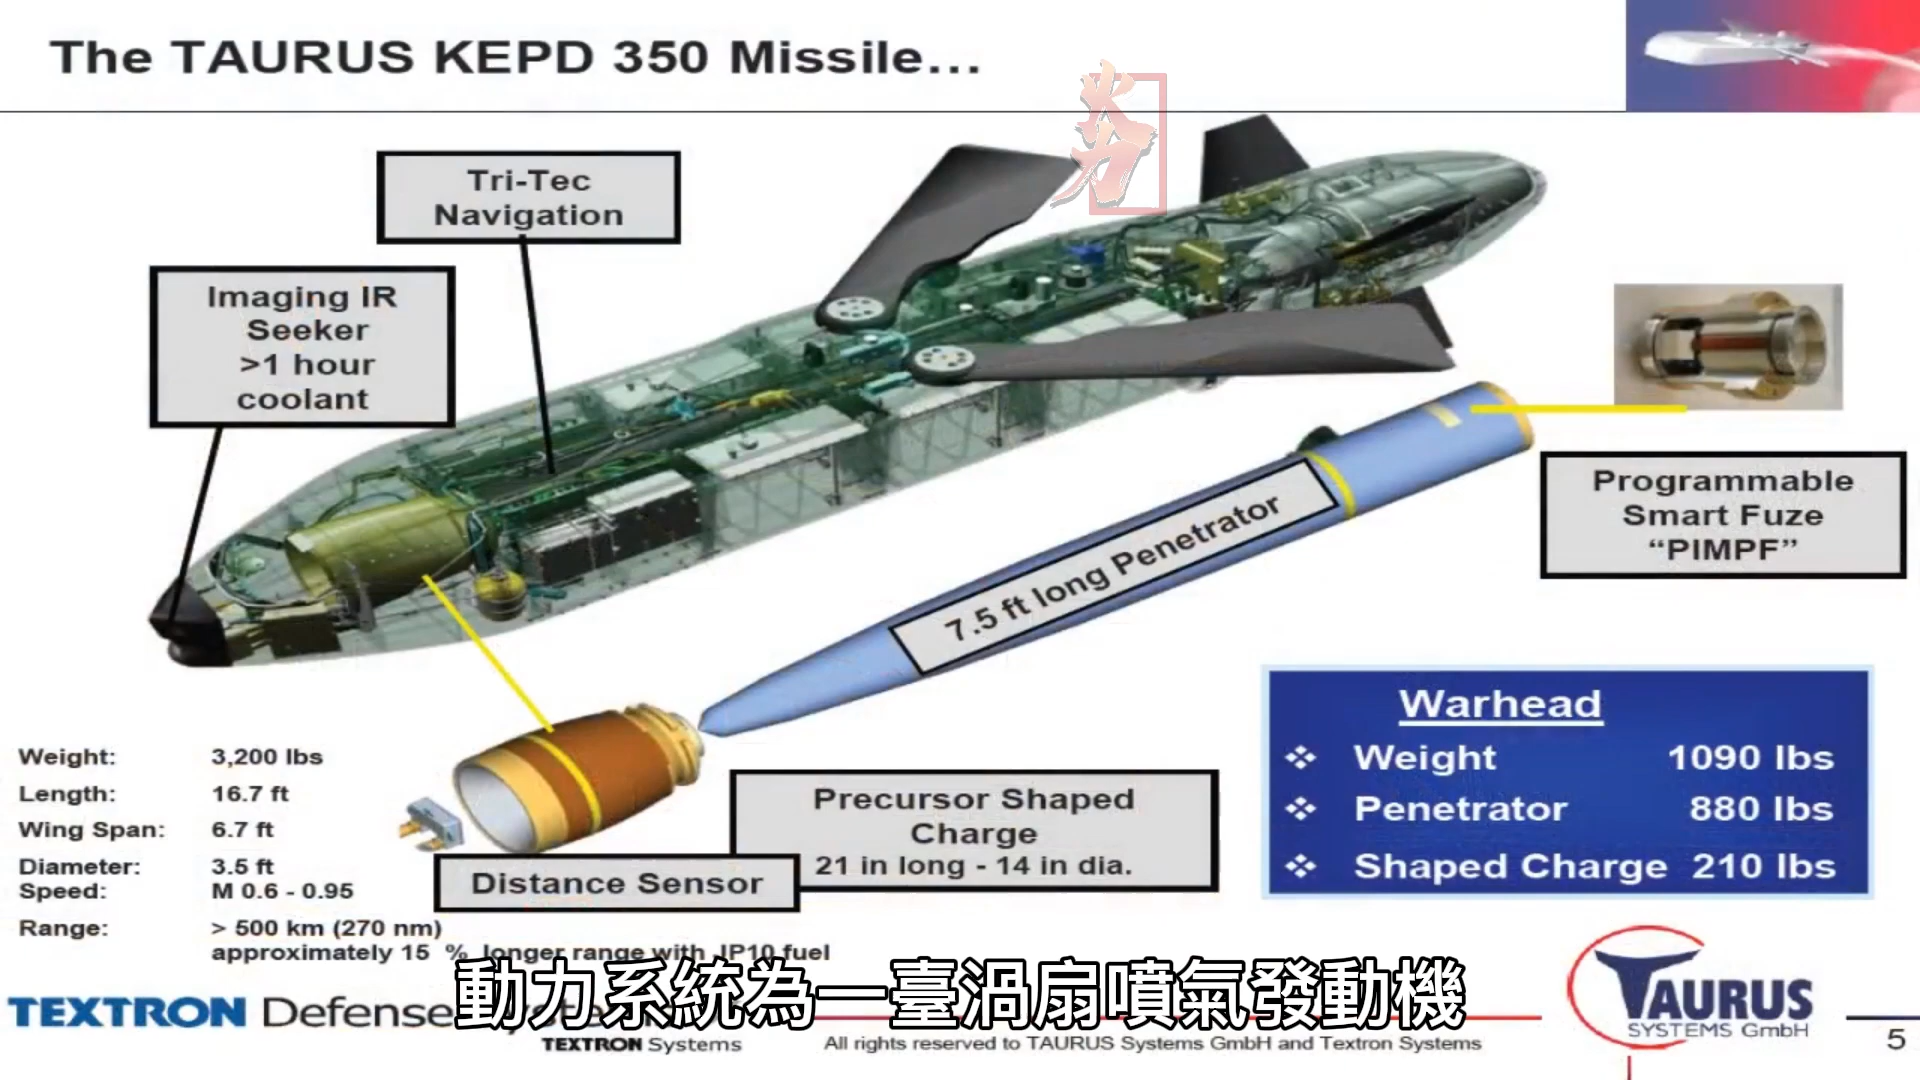 The TAURUS KEPD 350 Missile...
Tri-Tec
Navigation
Imaging IR
Seeker
>1 hour
coolant
7.5 ft long Penetrator
Programmable
Smart Fuze
“PIMPF”
Warhead
❖ Weight 1090 lbs
❖ Penetrator 880 lbs
❖ Shaped Charge 210 lbs
Precursor Shaped
Charge
21 in long - 14 in dia.
Distance Sensor
Weight: 3,200 lbs
Length: 16.7 ft
Wing Span: 6.7 ft
Diameter: 3.5 ft
Speed: M 0.6 - 0.95
Range: > 500 km (270 nm)
approximately 15 % longer range with JP10 fuel
動力系統為一臺渦扇噴氣發動機
TEXTRON Defense
TEXTRON Systems
All rights reserved to TAURUS Systems GmbH and Textron Systems
TAURUS
SYSTEMS GmbH
5